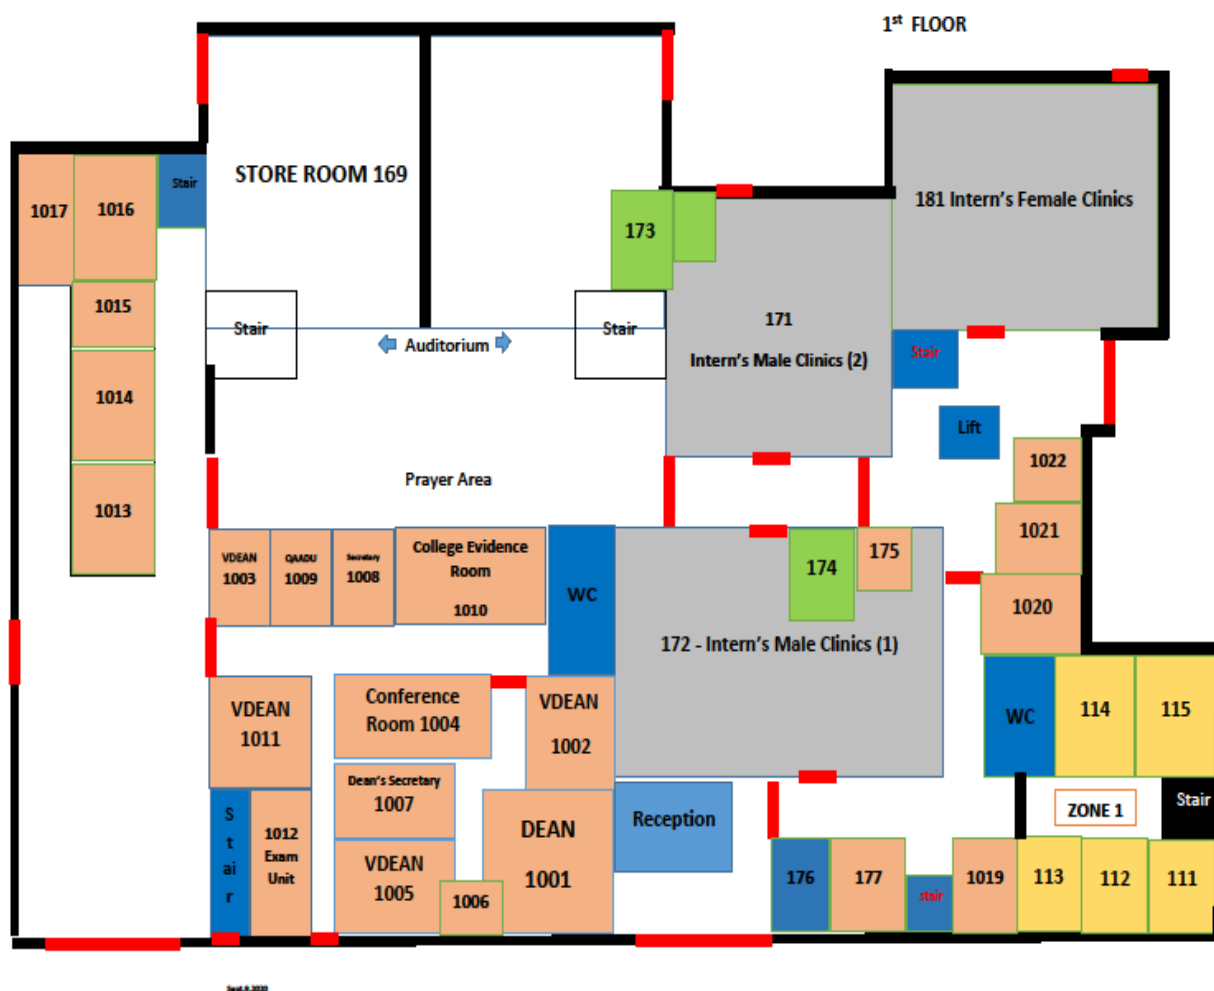 1st FLOOR
STORE ROOM 169
Stair
1017
1016
1015
1014
1013
173
181 Intern's Female Clinics
171
Intern's Male Clinics (2)
Stair
Stair
Auditorium
Stair
Lift
1022
1021
1020
Prayer Area
VDEAN
1003
QAADU
1009
Secretary
1008
College Evidence
Room
1010
WC
174
175
172 - Intern's Male Clinics (1)
VDEAN
1011
Conference
Room 1004
VDEAN
1002
WC
114
115
Dean's Secretary
1007
DEAN
1001
Reception
ZONE 1
Stair
S
t
ai
r
1012
Exam
Unit
VDEAN
1005
1006
176
177
stair
1019
113
112
111
Sept 9 2020